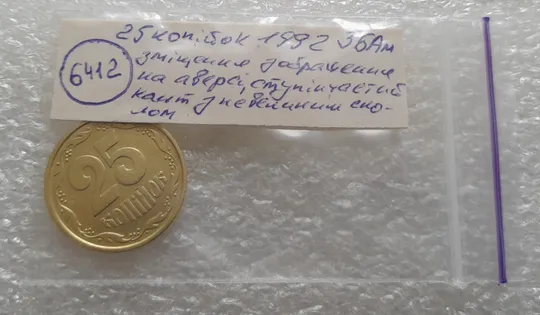 25 копійок 1992 3БАм
зміщення зображення
на аверсі, ступінчастий
кант з невеликим ско-
лом.
6412
25
КОПІЙОК